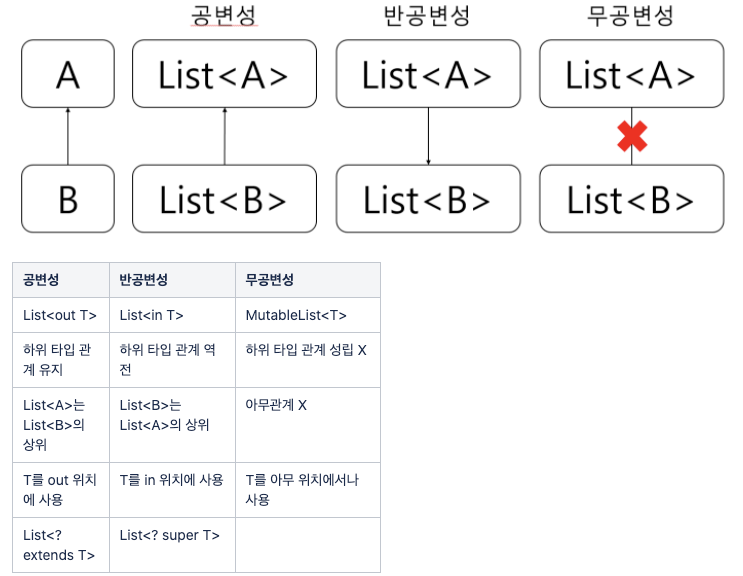 공변성 반공변성 무공변성
A List<A> List<A> List<A>
B List<B> List<B> List<B>
공변성 반공변성 무공변성
List<out T> List<in T> MutableList<T>
하위 타입 관 하위 타입 관계 역 하위 타입 관계 성립 X
계 유지 전
List<A>는 List<B>는 아무관계 X
List<B>의 List<A>의 상위
상위
T를 out 위치 T를 in 위치에 사용 T를 아무 위치에서나
에 사용 사용
List<? List<? super T>
extends T>